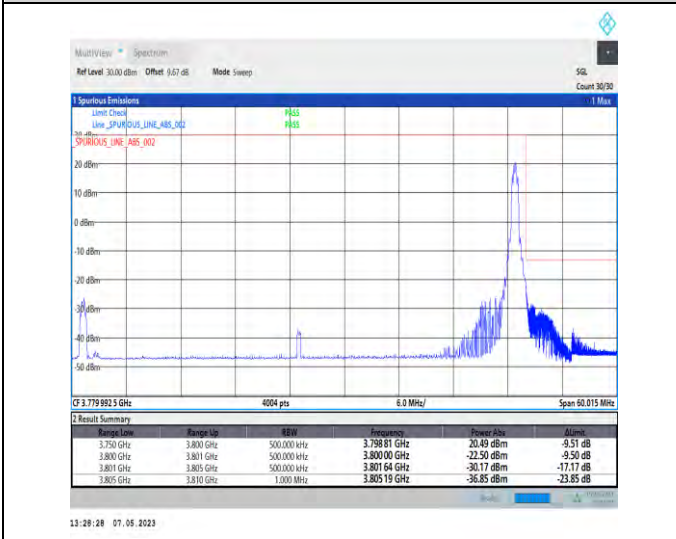 MultiView Spectrum
Ref Level 30.00 dBm Offset 9.67 dB Mode Sweep SGL
Count 30/30
1 Spurious Emissions 1 Max
Limit Check PASS
Line _SPURIOUS_LINE_ABS_002 PASS
_SPURIOUS_LINE_ABS_002
20 dBm
10 dBm
0 dBm
-10 dBm
-20 dBm
-30 dBm
-40 dBm
-50 dBm
CF 3.779 992 5 GHz 4004 pts 6.0 MHz/ Span 60.015 MHz
2 Result Summary
Range Low Range Up RBW Frequency Power Abs ΔLimit
3.750 GHz 3.800 GHz 500.000 kHz 3.798 81 GHz 20.49 dBm -9.51 dB
3.800 GHz 3.801 GHz 500.000 kHz 3.800 00 GHz -22.50 dBm -9.50 dB
3.801 GHz 3.805 GHz 500.000 kHz 3.801 64 GHz -30.17 dBm -17.17 dB
3.805 GHz 3.810 GHz 1.000 MHz 3.805 19 GHz -36.85 dBm -23.85 dB
13:28:28 07.05.2023